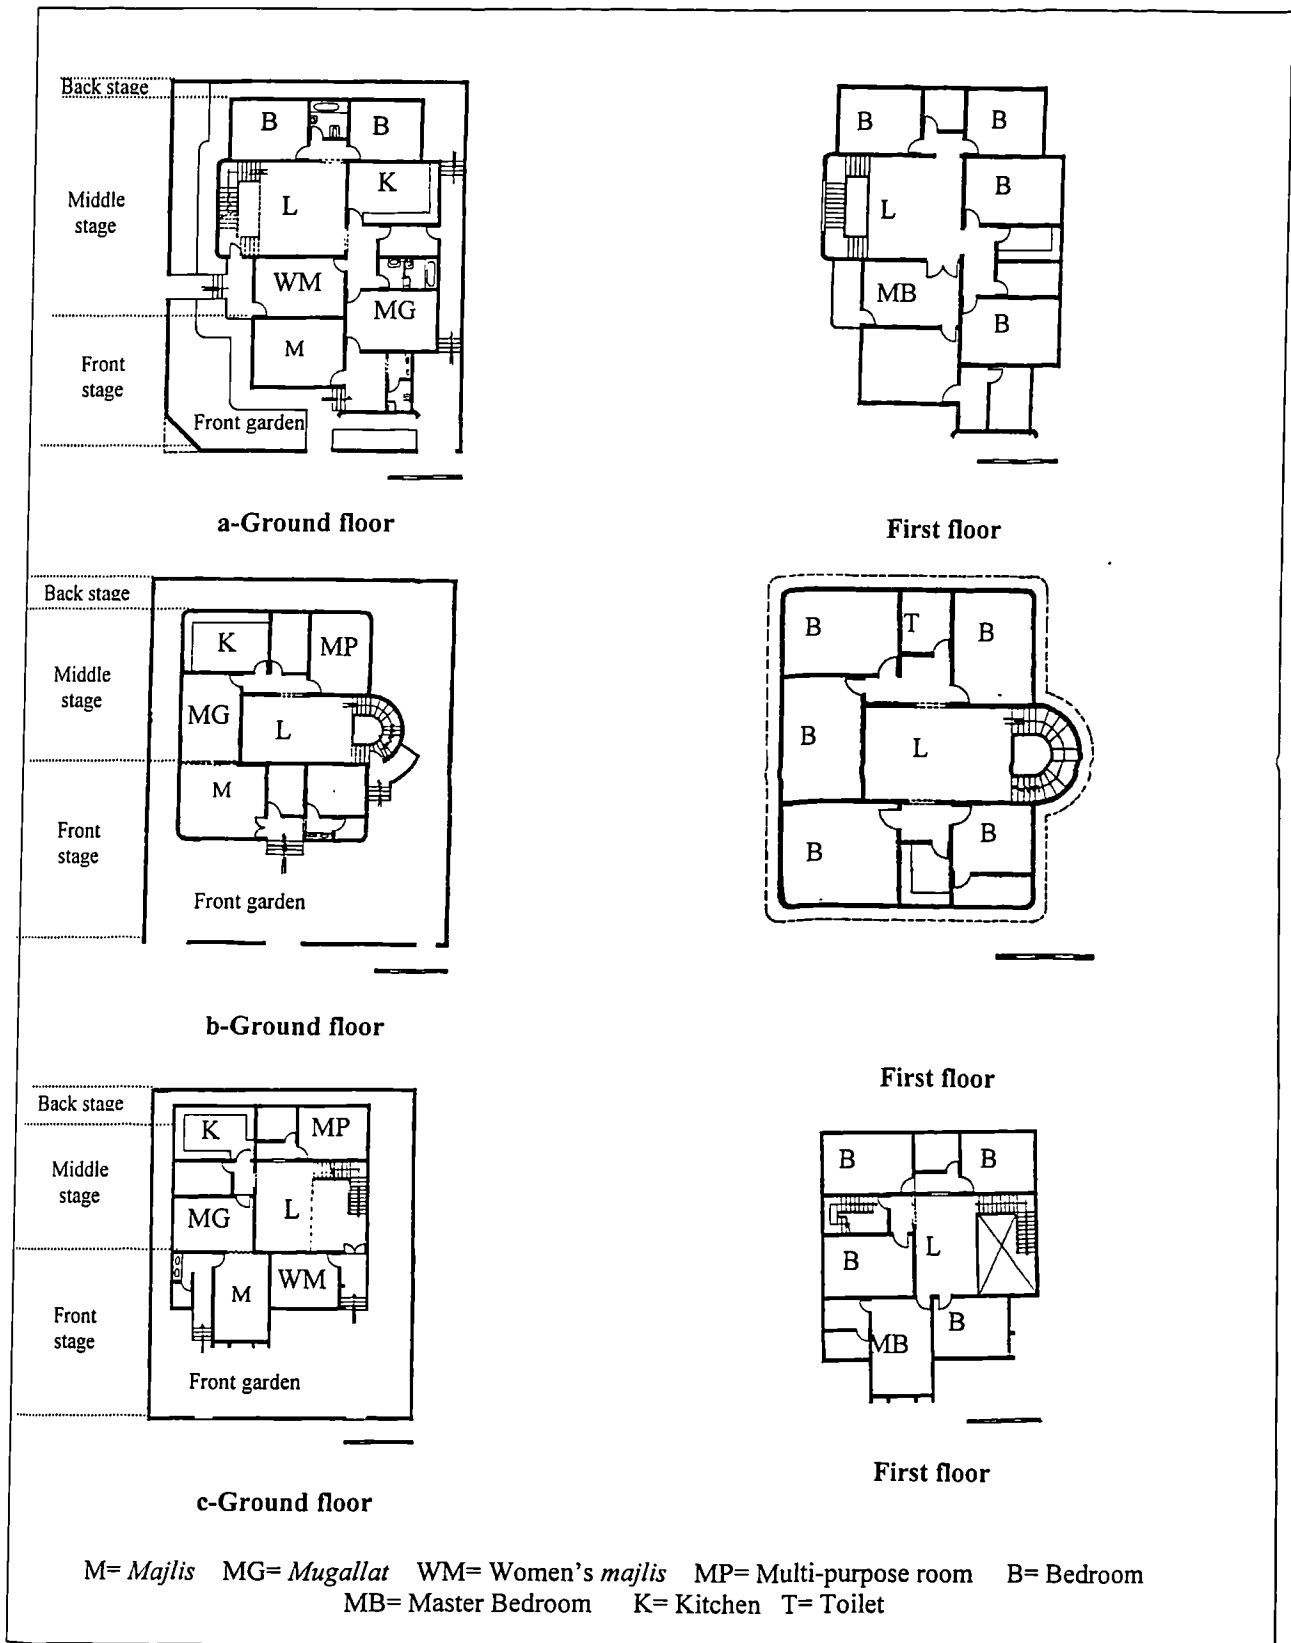 Back stage
B
B
Middle
stage
K
L
WM
MG
Front
stage
M
Front garden
a-Ground floor
B
B
B
L
MB
B
First floor
Back stage
K
MP
Middle
stage
MG
L
M
Front
stage
Front garden
b-Ground floor
B
T
B
B
L
B
B
First floor
Back stage
K
MP
Middle
stage
MG
L
WM
M
Front
stage
Front garden
c-Ground floor
B
B
L
B
B
MB
First floor
M= Majlis MG= Mugallat WM= Women's majlis MP= Multi-purpose room B= Bedroom
MB= Master Bedroom K= Kitchen T= Toilet